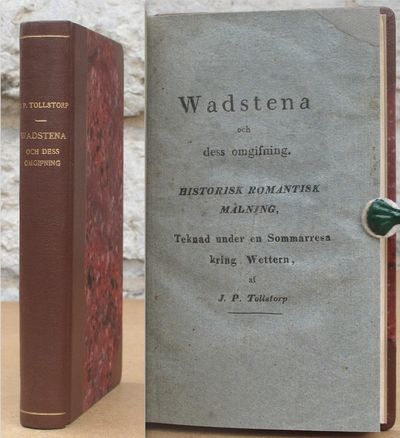 P. TOLLSTORP
WADSTENA
OCH DESS
OMGIFNING
Wadstena
och
dess omgifning.
HISTORISK ROMANTISK
MÅLNING,
Teknad under en Sommarresa
kring Wettern,
af
J. P. Tollstorp